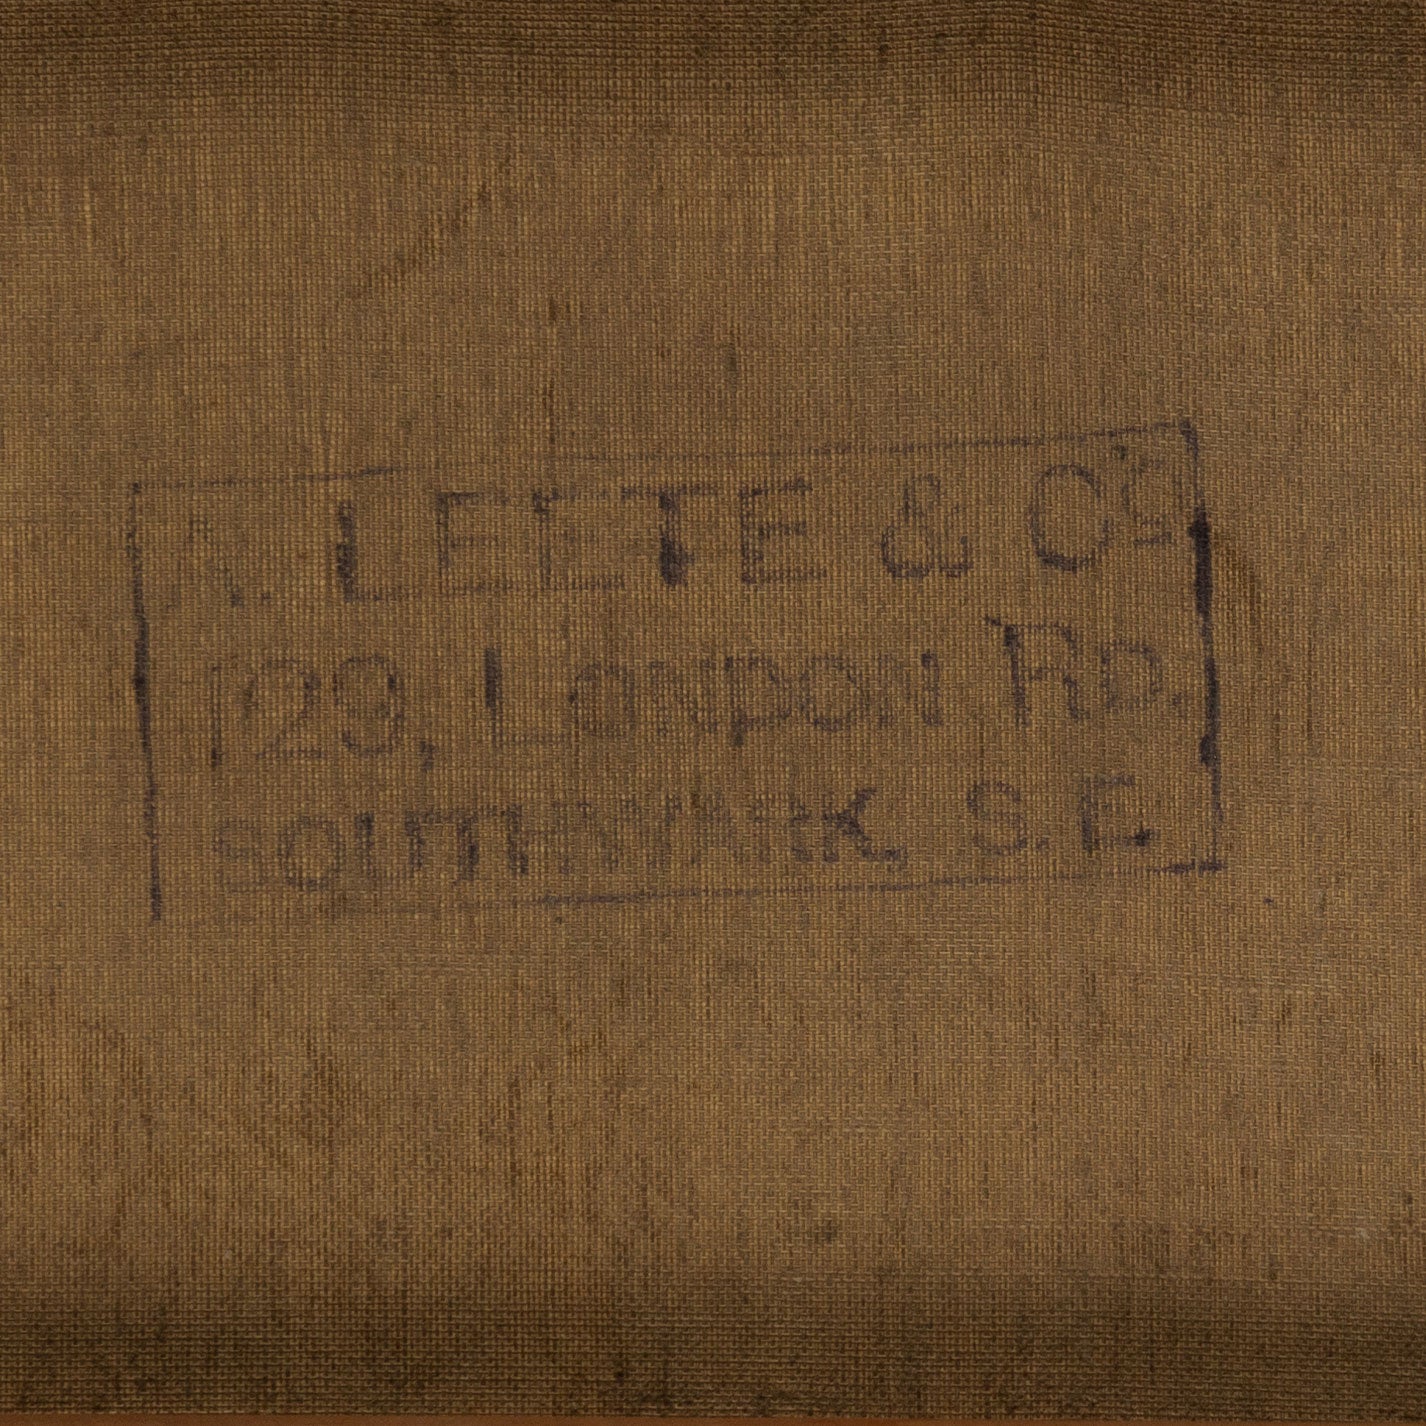 A. LEETE & Co's
129, LONDON RD.
SOUTHWARK, S.E.